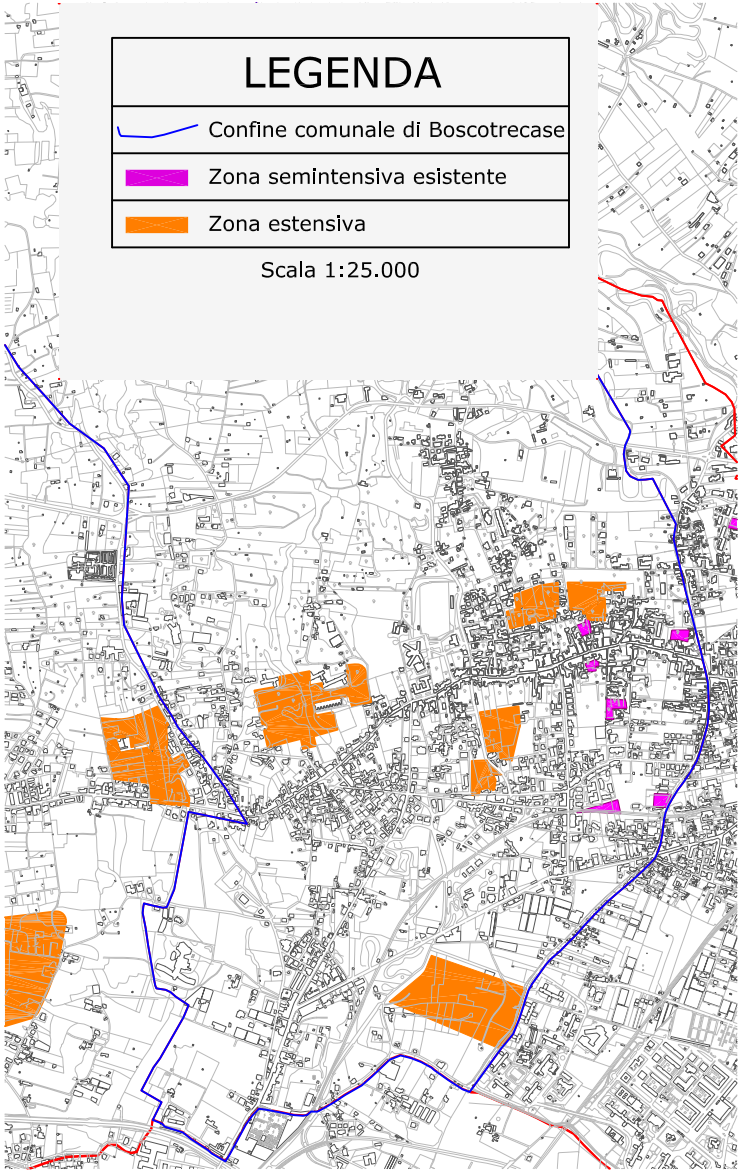 LEGENDA
Confine comunale di Boscotrecase
Zona semintensiva esistente
Zona estensiva
Scala 1:25.000